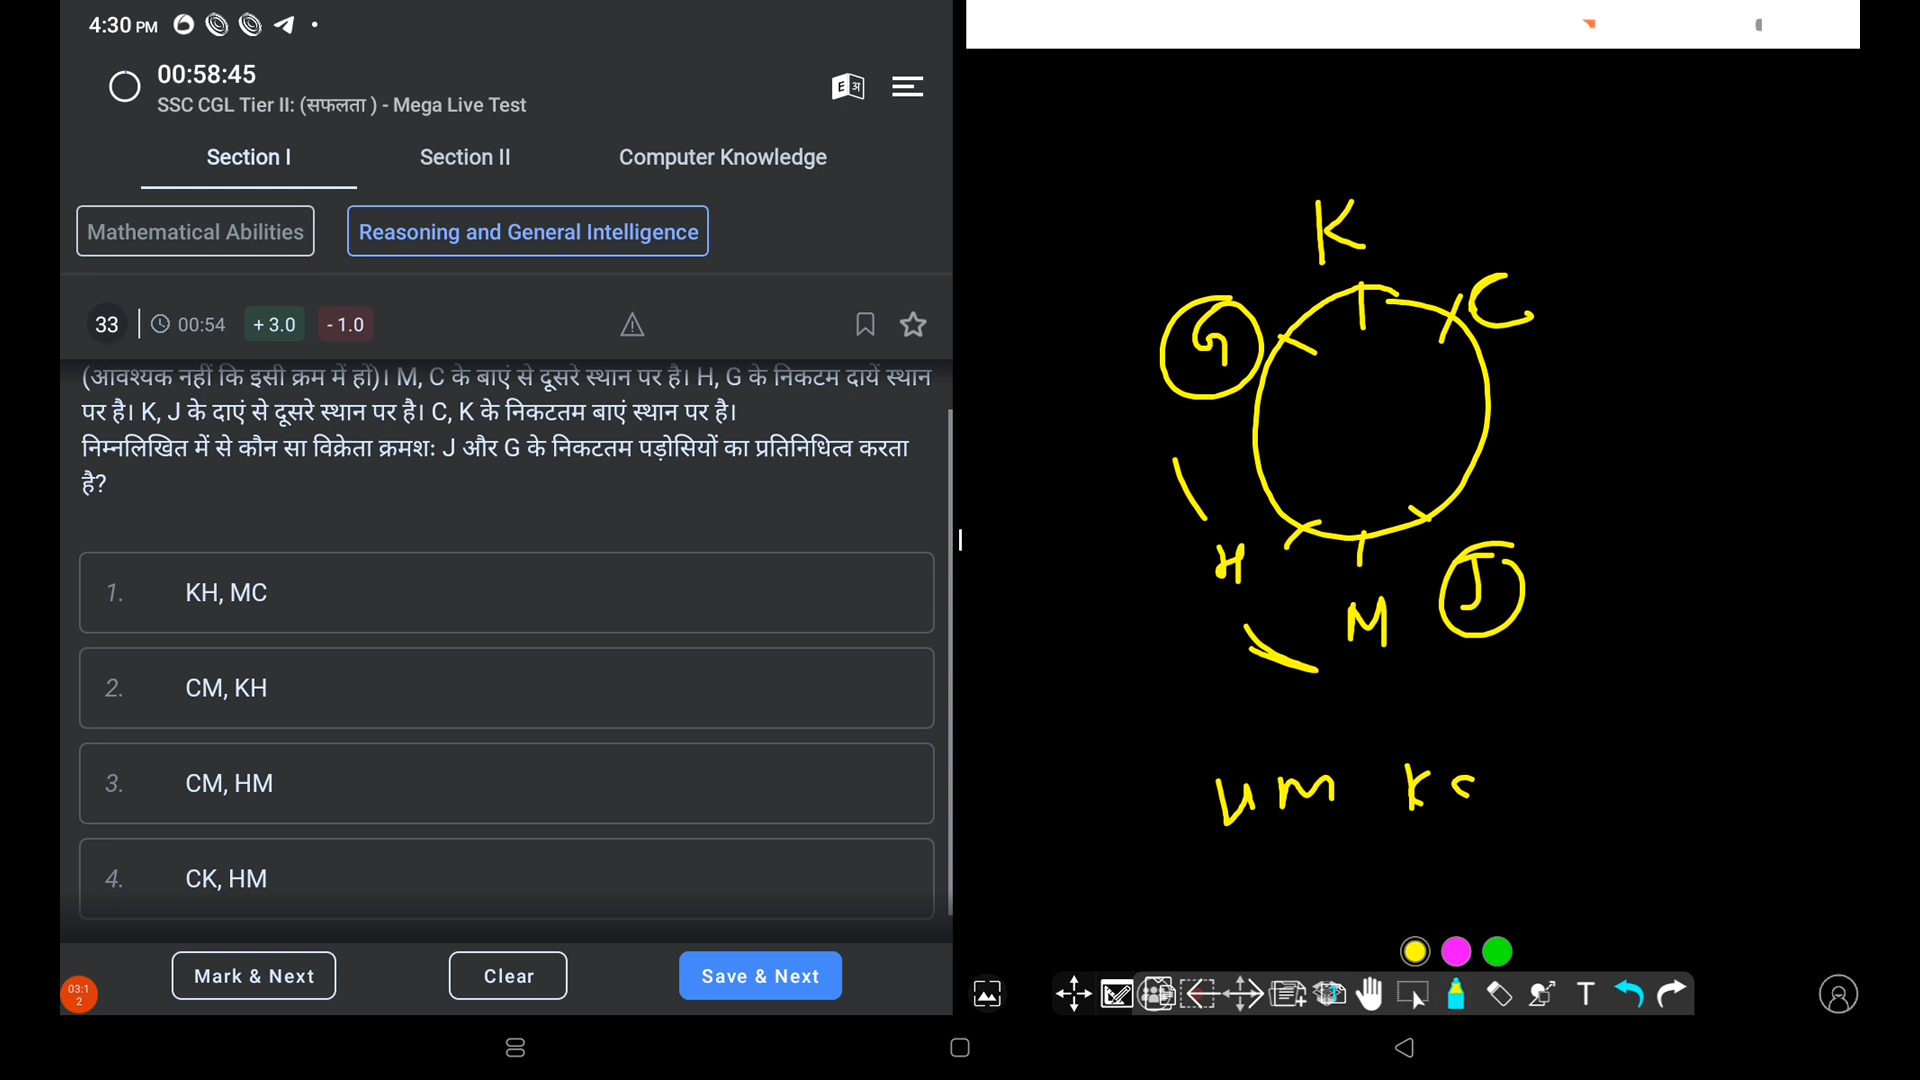 4:30 PM
00:58:45
SSC CGL Tier II: (सफलता ) - Mega Live Test
E अ
Section I Section II Computer Knowledge
Mathematical Abilities Reasoning and General Intelligence
33 00:54 + 3.0 - 1.0
(आवश्यक नहीं कि इसी क्रम में हों)। M, C के बाएं से दूसरे स्थान पर है। H, G के निकटम दायें स्थान
पर है। K, J के दाएं से दूसरे स्थान पर है। C, K के निकटतम बाएं स्थान पर है।
निम्नलिखित में से कौन सा विक्रेता क्रमशः J और G के निकटतम पड़ोसियों का प्रतिनिधित्व करता
है?
1. KH, MC
2. CM, KH
3. CM, HM
4. CK, HM
Mark & Next Clear Save & Next
03:1
2
K
C
G
H
J
M
M K
T